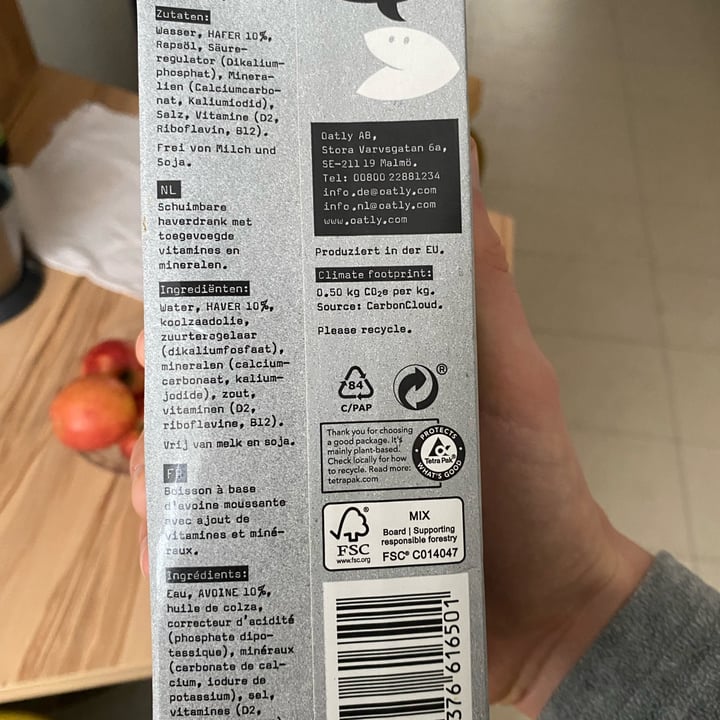 Zutaten:
Wasser, HAFER 10%,
Rapsöl, Säure-
regulator (Dikalium-
phosphat), Minera-
lien (Calciumcarbo-
nat, Kaliumiodid),
Salz, Vitamine (D2,
Riboflavin, B12).
Frei von Milch und
Soja.
NL
Schuimbare
haverdrank met
toegevoegde
vitamines en
mineralen.
Ingrediënten:
Water, HAVER 10%,
koolzaadolie,
zuurteregelaar
(dikaliumfosfaat),
mineralen (calcium-
carbonaat, kalium-
jodide), zout,
vitaminen (D2,
riboflavine, B12).
Vrij van melk en soja.
FR
Boisson à base
d'avoine moussante
avec ajout de
vitamines et miné-
raux.
Ingrédients:
Eau, AVOINE 10%,
huile de colza,
correcteur d'acidité
(phosphate dipo-
tassique), minéraux
(carbonate de cal-
cium, iodure de
potassium), sel,
vitamines (D2,
Oatly AB,
Stora Varvsgatan 6a,
SE-211 19 Malmö.
Tel: 00800 22881234
info.de@oatly.com
info.nl@oatly.com
www.oatly.com
Produziert in der EU.
Climate footprint:
0.50 kg CO₂e per kg.
Source: CarbonCloud.
Please recycle.
84
C/PAP
®
Thank you for choosing
a good package. It's
mainly plant-based.
Check locally for how
to recycle. Read more:
tetrapak.com
PROTECTS
Tetra Pak®
WHAT'S GOOD
®
FSC
www.fsc.org
MIX
Board | Supporting
responsible forestry
FSC® C014047
376 616501